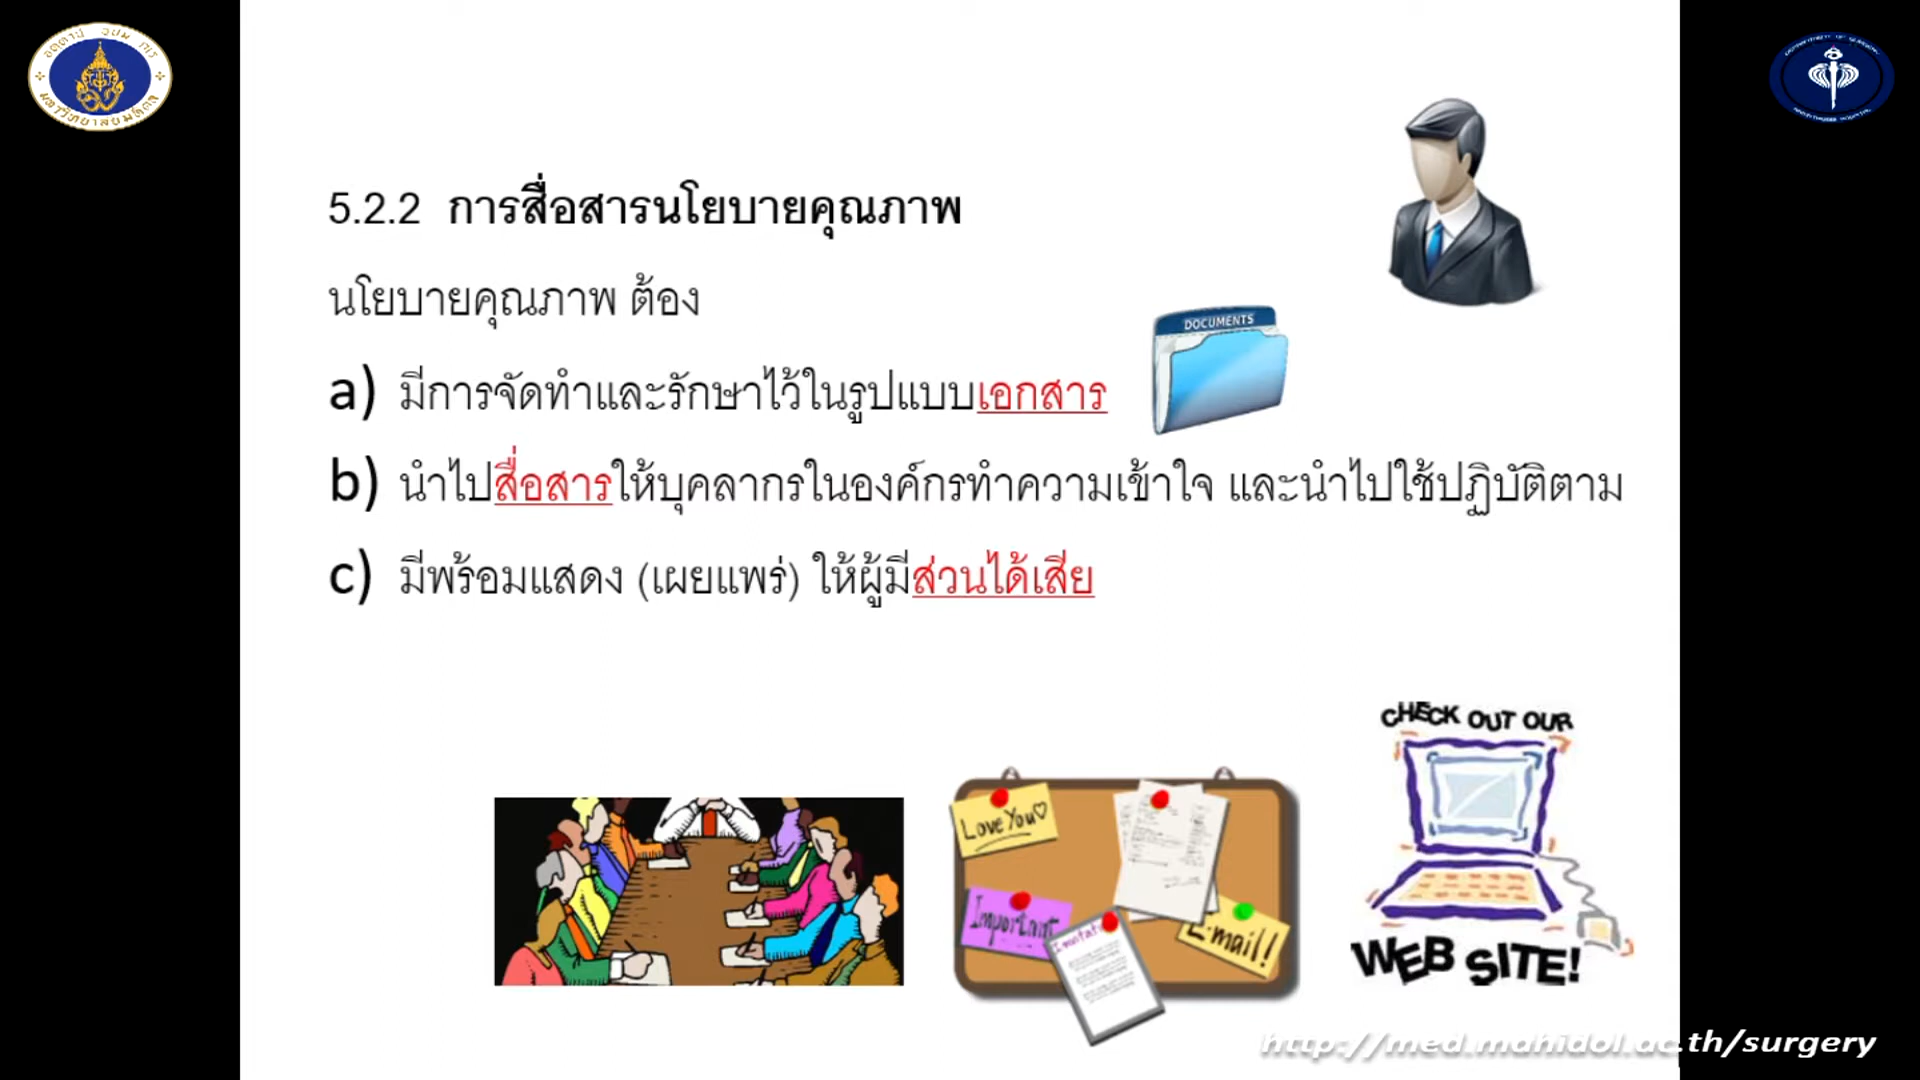 5.2.2 การสื่อสารนโยบายคุณภาพ
นโยบายคุณภาพ ต้อง
a) มีการจัดทำและรักษาไว้ในรูปแบบเอกสาร
DOCUMENTS
b) นำไปสื่อสารให้บุคลากรในองค์กรทำความเข้าใจ และนำไปใช้ปฏิบัติตาม
c) มีพร้อมแสดง (เผยแพร่) ให้ผู้มีส่วนได้เสีย
CHECK OUT OUR
WEB SITE!
Love You
Important
E-mail!
http://med.mahidol.ac.th/surgery